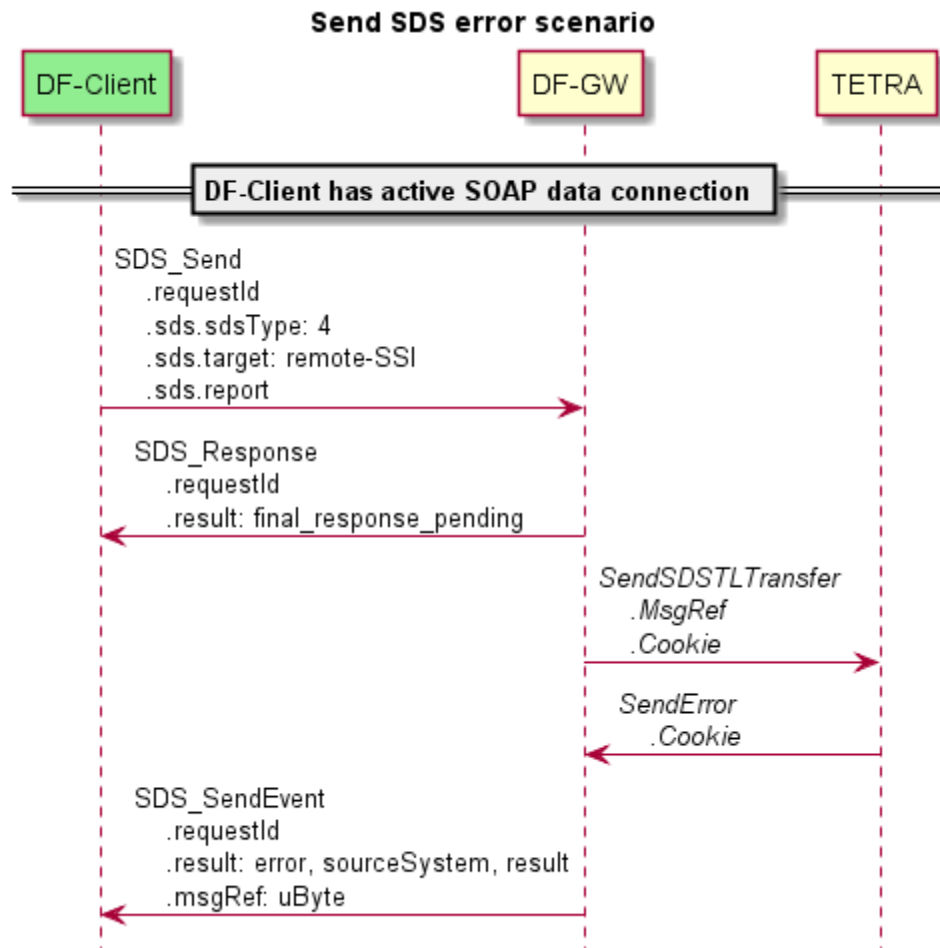 Send SDS error scenario
DF-Client
DF-GW
TETRA
DF-Client has active SOAP data connection
SDS_Send
.requestId
.sds.sdsType: 4
.sds.target: remote-SSI
.sds.report
SDS_Response
.requestId
.result: final_response_pending
SendSDSTLTransfer
.MsgRef
.Cookie
SendError
.Cookie
SDS_SendEvent
.requestId
.result: error, sourceSystem, result
.msgRef: uByte